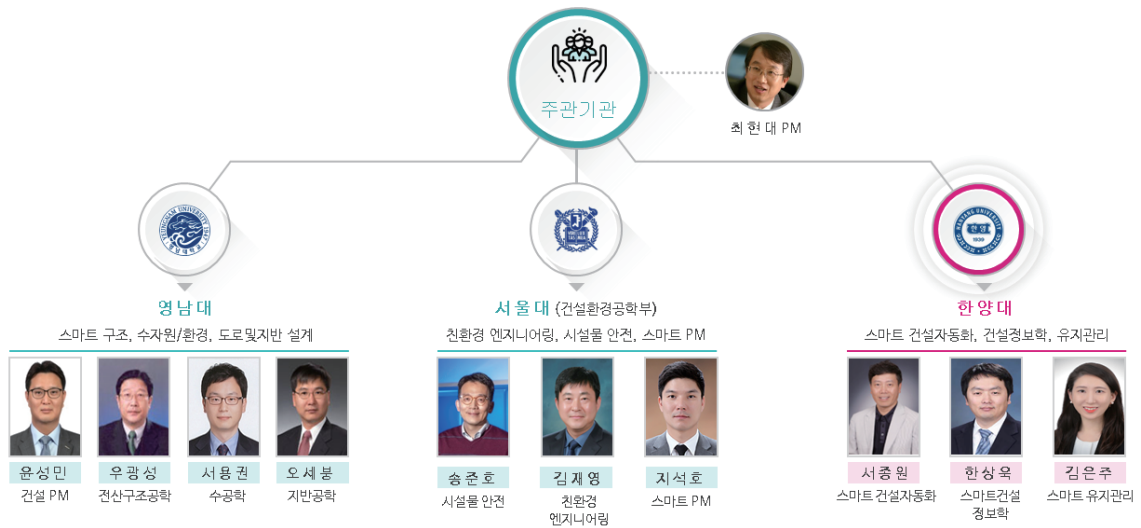 주관기관
최현대 PM
YEUNGNAM UNIVERSITY 1947
HANYANG UNIVERSITY
한양
1939
영남대
스마트 구조, 수자원/환경, 도로및지반 설계
서울대 (건설환경공학부)
친환경 엔지니어링, 시설물 안전, 스마트 PM
한양대
스마트 건설자동화, 건설정보학, 유지관리
윤성민
건설 PM
우광성
전산구조공학
서용권
수공학
오세붕
지반공학
송준호
시설물 안전
김재영
친환경
엔지니어링
지석호
스마트 PM
서종원
스마트 건설자동화
한상욱
스마트건설
정보학
김은주
스마트 유지관리